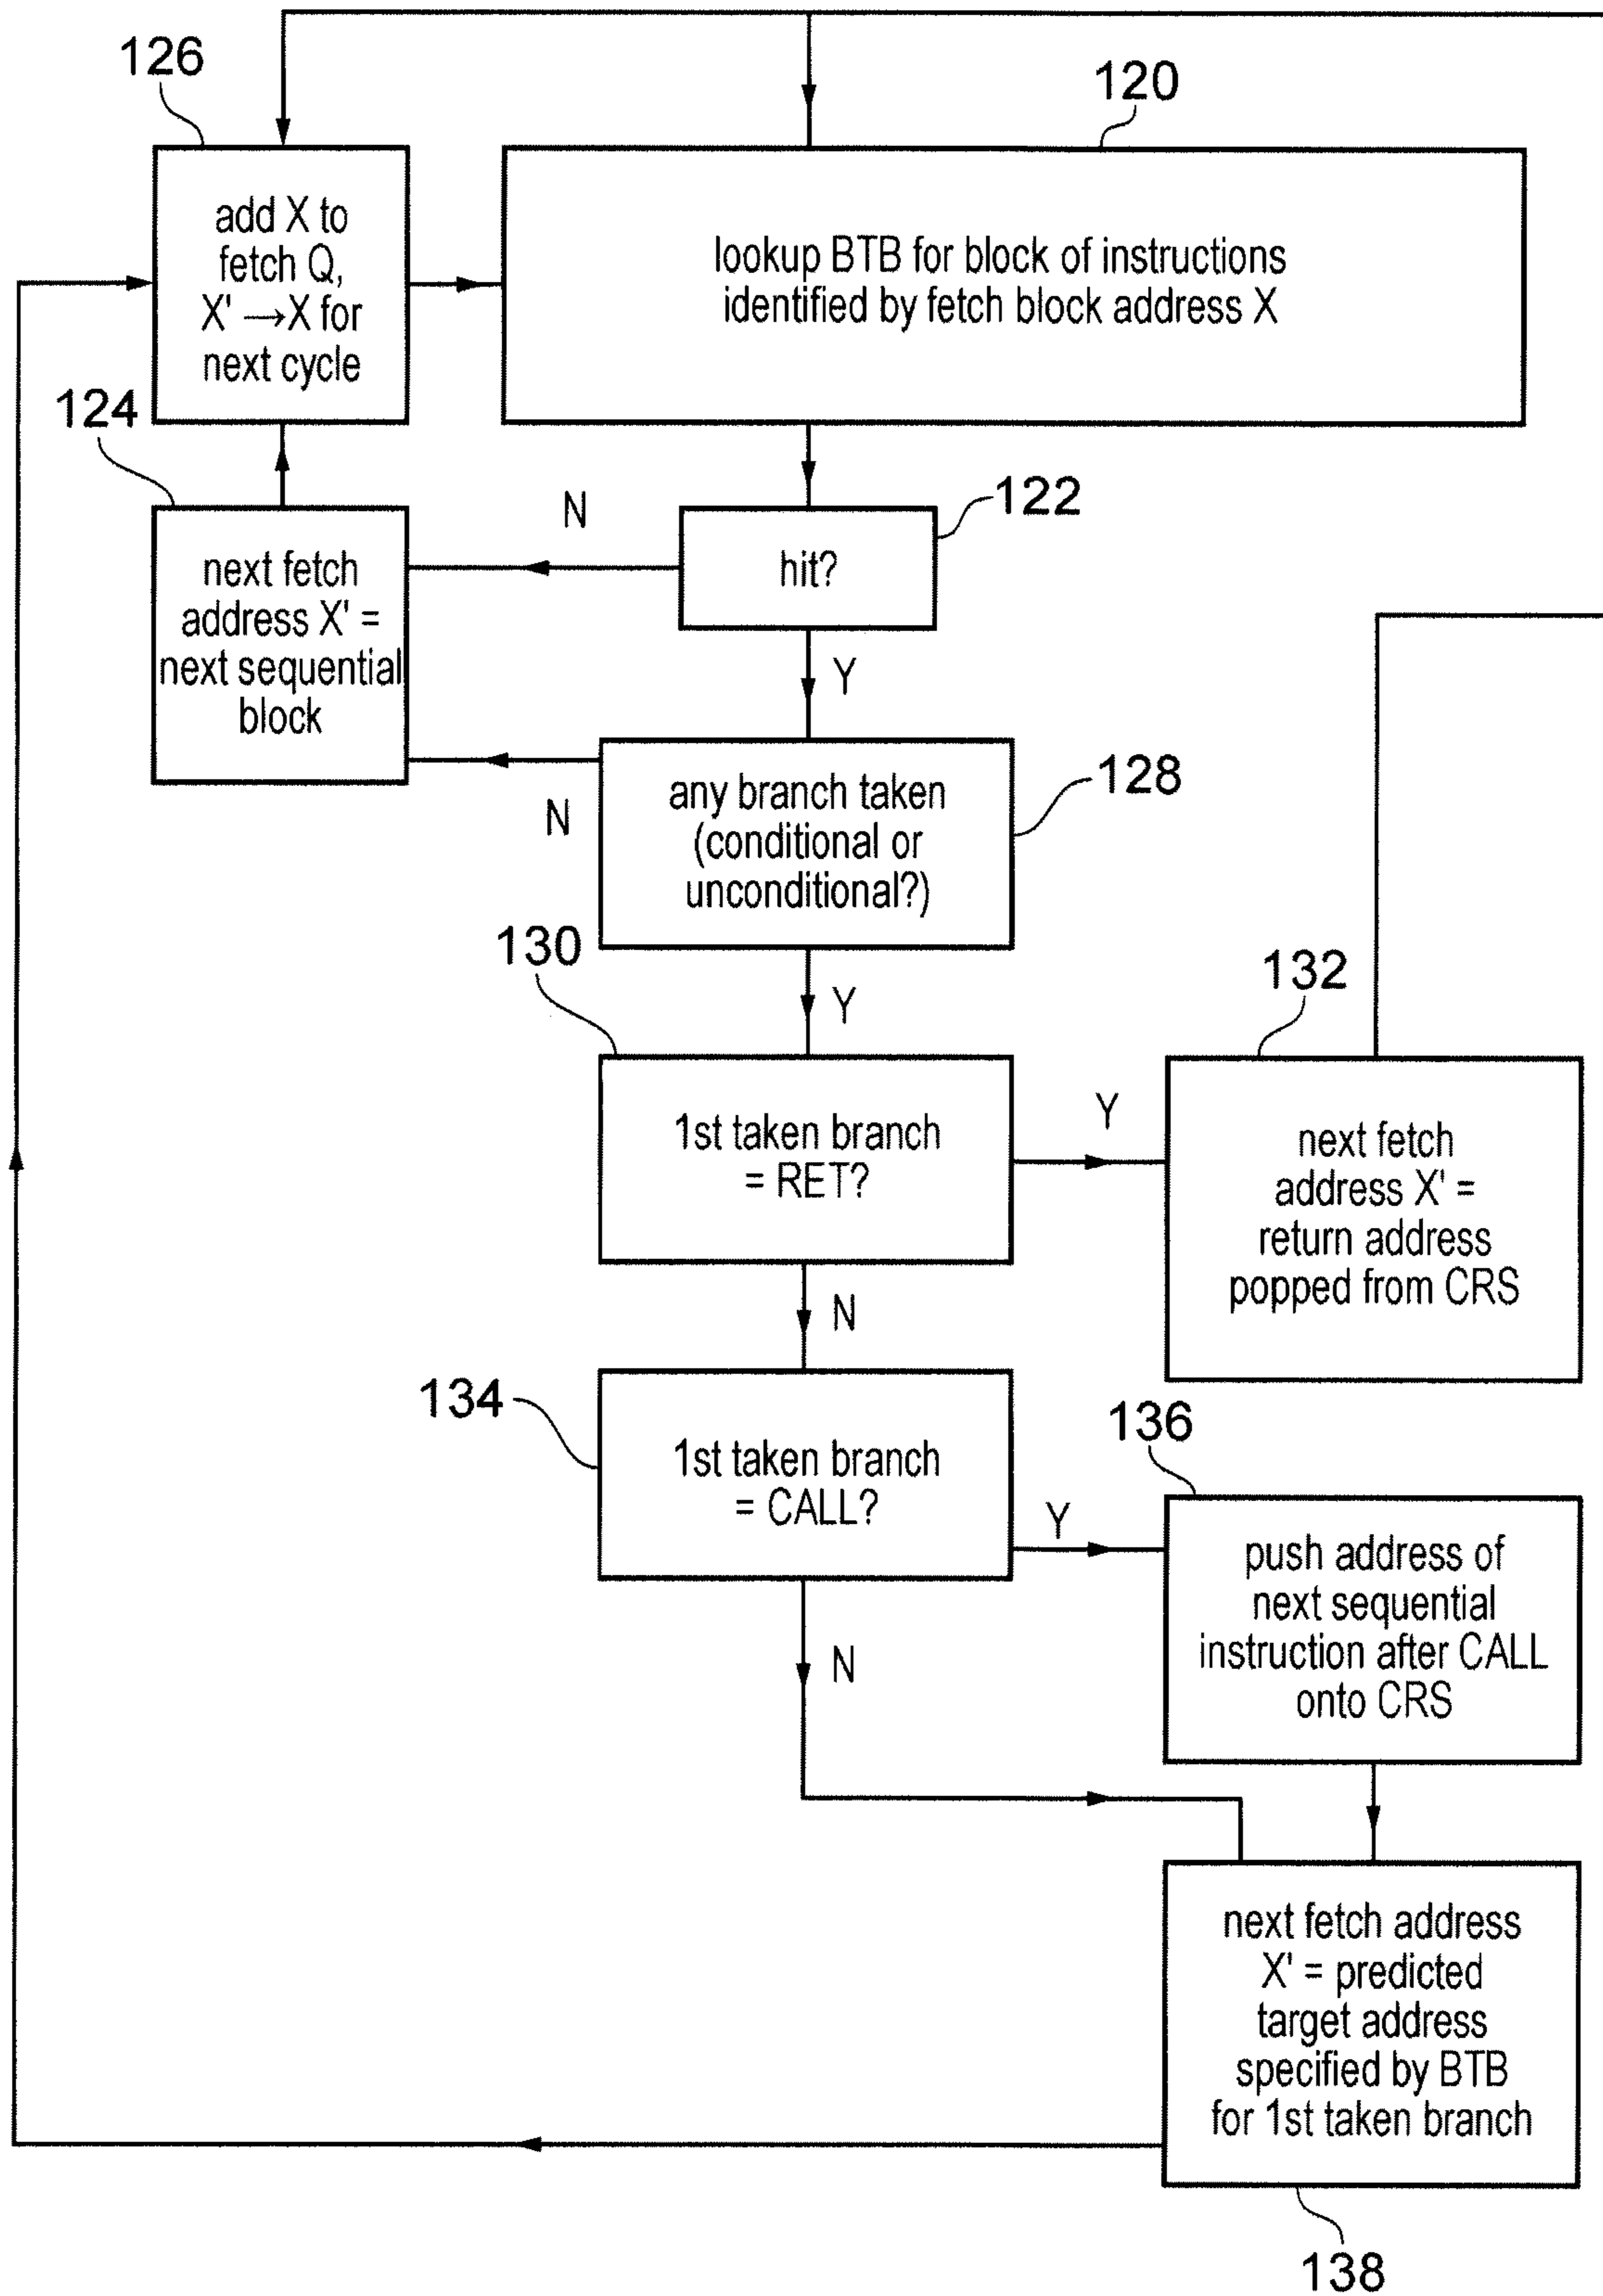 126
120
add X to
fetch Q,
X' →X for
next cycle
lookup BTB for block of instructions
identified by fetch block address X
124
N
122
hit?
next fetch
address X' =
next sequential
block
Y
N
any branch taken
(conditional or
unconditional?)
128
130
Y
132
1st taken branch
= RET?
Y
next fetch
address X' =
return address
popped from CRS
N
134
1st taken branch
= CALL?
136
Y
push address of
next sequential
instruction after CALL
onto CRS
N
next fetch address
X' = predicted
target address
specified by BTB
for 1st taken branch
138